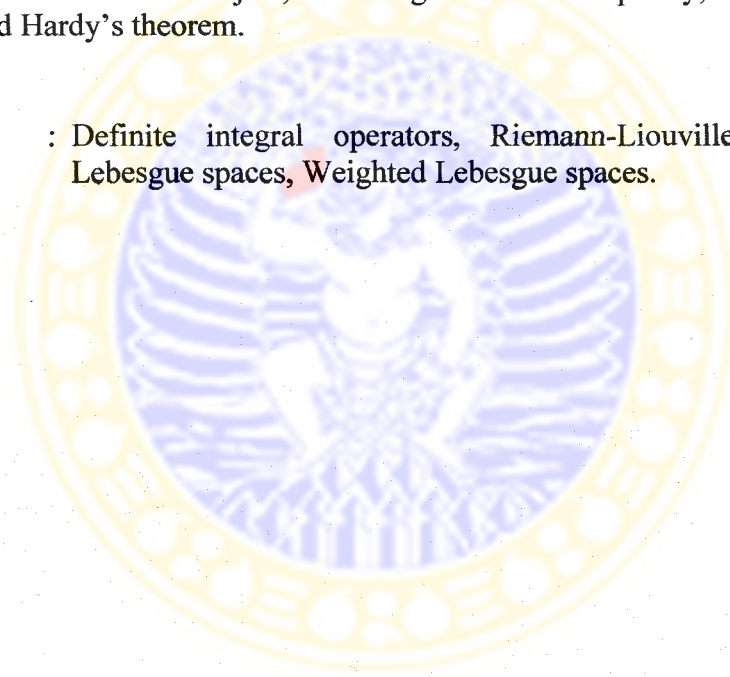 d Hardy's theorem.
: Definite integral operators, Riemann-Liouville
Lebesgue spaces, Weighted Lebesgue spaces.